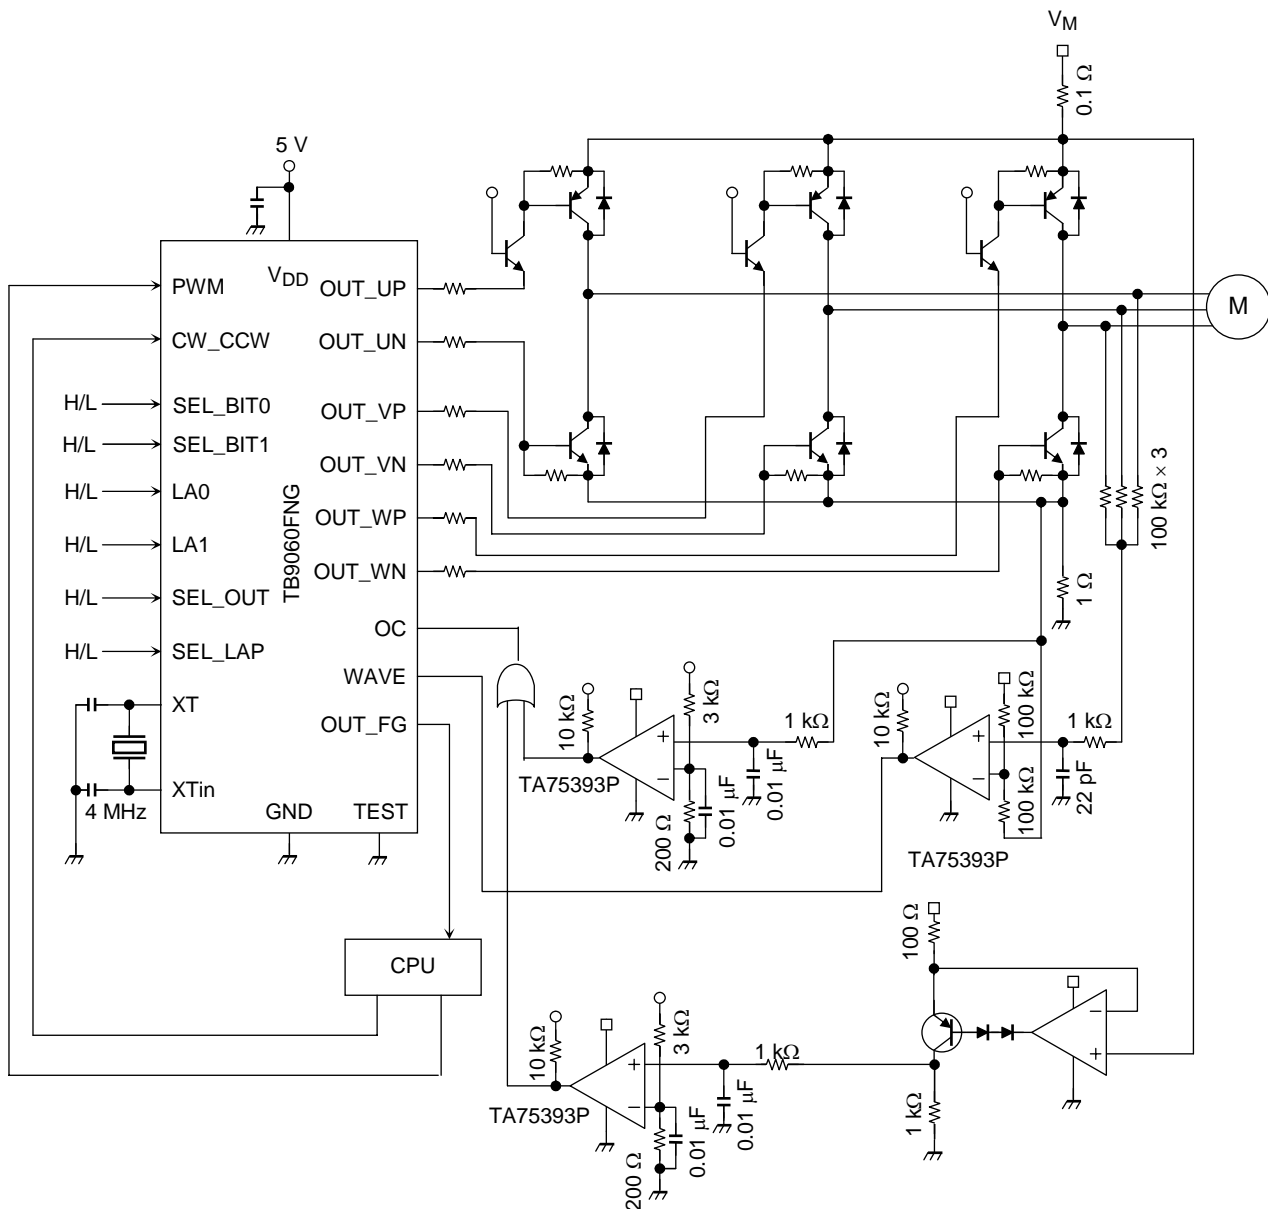 VM
0.1 Ω
5 V
VDD
PWM
CW_CCW
H/L
SEL_BIT0
H/L
SEL_BIT1
H/L
LA0
H/L
LA1
H/L
SEL_OUT
H/L
SEL_LAP
XT
XTin
4 MHz
GND
TEST
TB9060FNG
OUT_UP
OUT_UN
OUT_VP
OUT_VN
OUT_WP
OUT_WN
OC
WAVE
OUT_FG
M
100 kΩ × 3
1 Ω
10 kΩ
3 kΩ
1 kΩ
+
−
TA75393P
200 Ω
0.01 µF
0.01 µF
10 kΩ
100 kΩ
1 kΩ
+
−
100 kΩ
22 pF
TA75393P
CPU
100 Ω
−
+
1 kΩ
10 kΩ
3 kΩ
1 kΩ
+
−
TA75393P
200 Ω
0.01 µF
0.01 µF